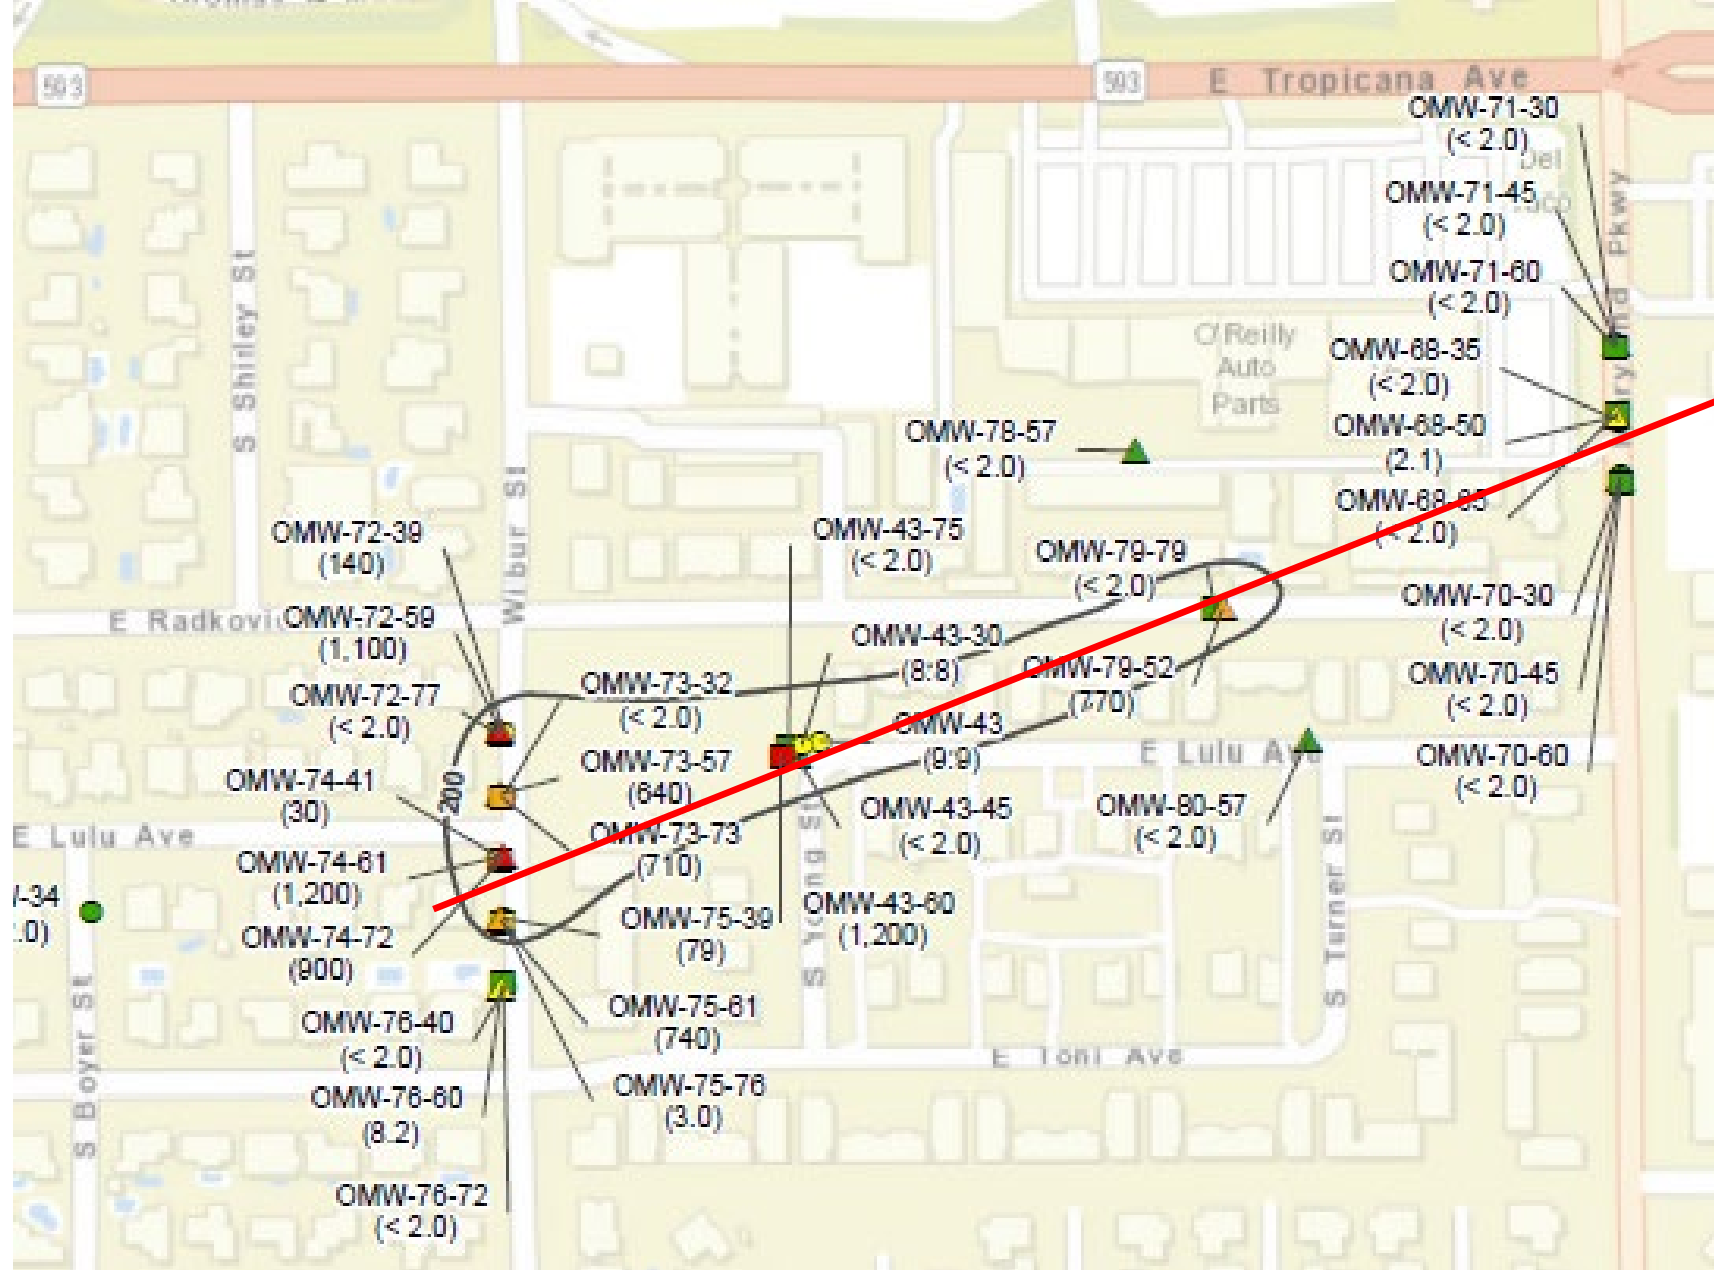 593
593
E Tropicana Ave
OMW-71-30
(< 2.0)
Del
OMW-71-45
(< 2.0)
OMW-71-60
(< 2.0)
Pkwy
S Shirley St
O'Reilly
Auto
Parts
OMW-68-35
(< 2.0)
OMW-68-50
(2.1)
OMW-78-57
(< 2.0)
(< 2.0)
Wilbur St
OMW-72-39
(140)
OMW-43-75
(< 2.0)
OMW-79-79
(< 2.0)
OMW-70-30
(< 2.0)
E Radkovic
OMW-72-59
(1,100)
OMW-43-30
(8.8)
OMW-79-52
(770)
OMW-70-45
(< 2.0)
OMW-72-77
(< 2.0)
OMW-73-32
(< 2.0)
OMW-43
(9.9)
E Lulu Ave
OMW-70-60
(< 2.0)
OMW-74-41
(30)
200
OMW-73-57
(640)
OMW-43-45
(< 2.0)
OMW-80-57
(< 2.0)
E Lulu Ave
OMW-73-73
(710)
OMW-74-61
(1,200)
-34
.0)
OMW-74-72
(900)
OMW-75-39
(79)
OMW-43-60
(1,200)
S Young St
S Turner St
OMW-75-61
(740)
OMW-76-40
(< 2.0)
E Toni Ave
S Boyer St
OMW-76-60
(8.2)
OMW-75-76
(3.0)
OMW-76-72
(< 2.0)